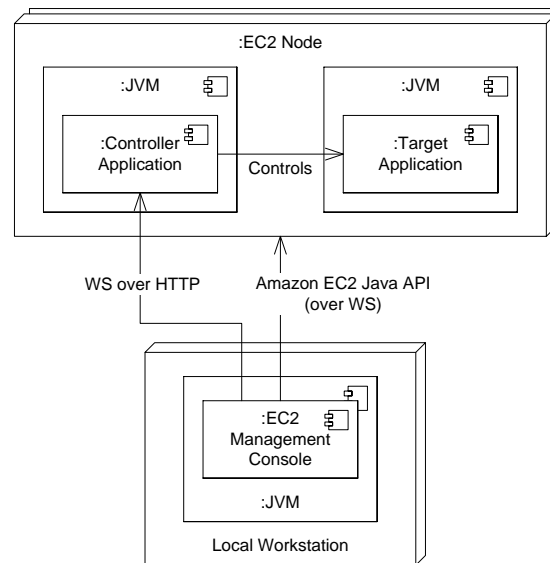 :EC2 Node
:JVM
:JVM
:Controller
Application
:Target
Application
Controls
WS over HTTP
Amazon EC2 Java API
(over WS)
:EC2
Management
Console
:JVM
Local Workstation